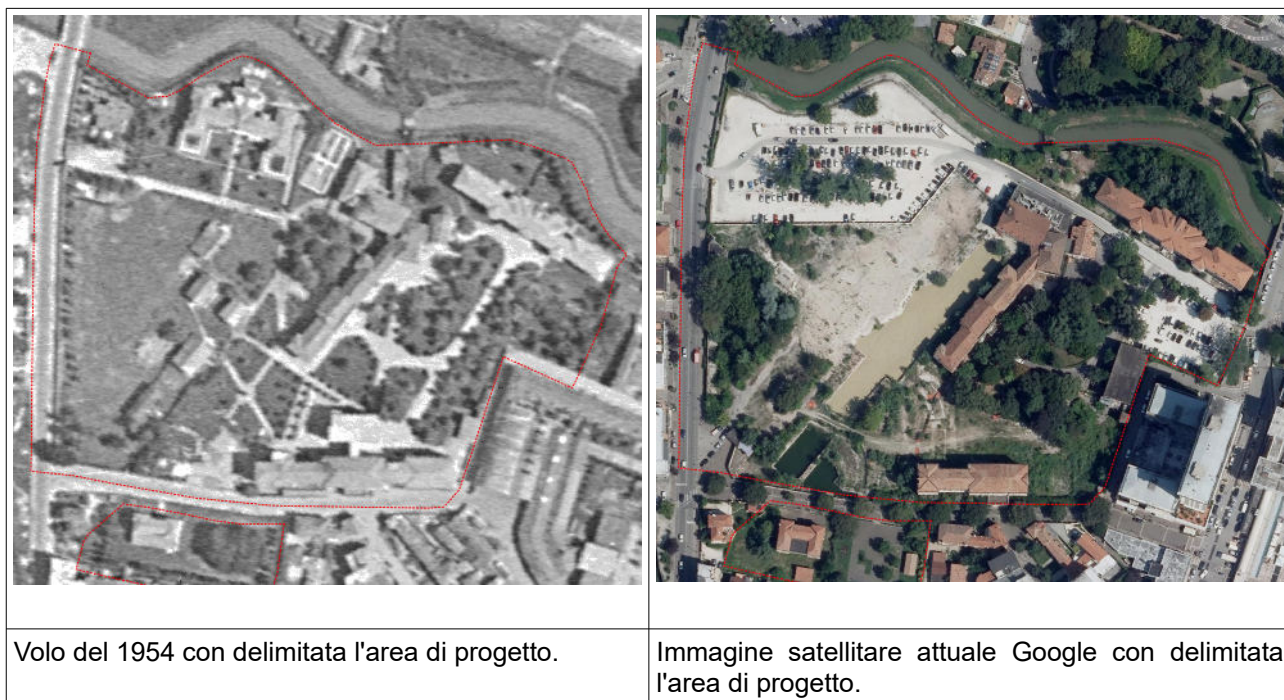 Volo del 1954 con delimitata l'area di progetto.
Immagine satellitare attuale Google con delimitata
l'area di progetto.